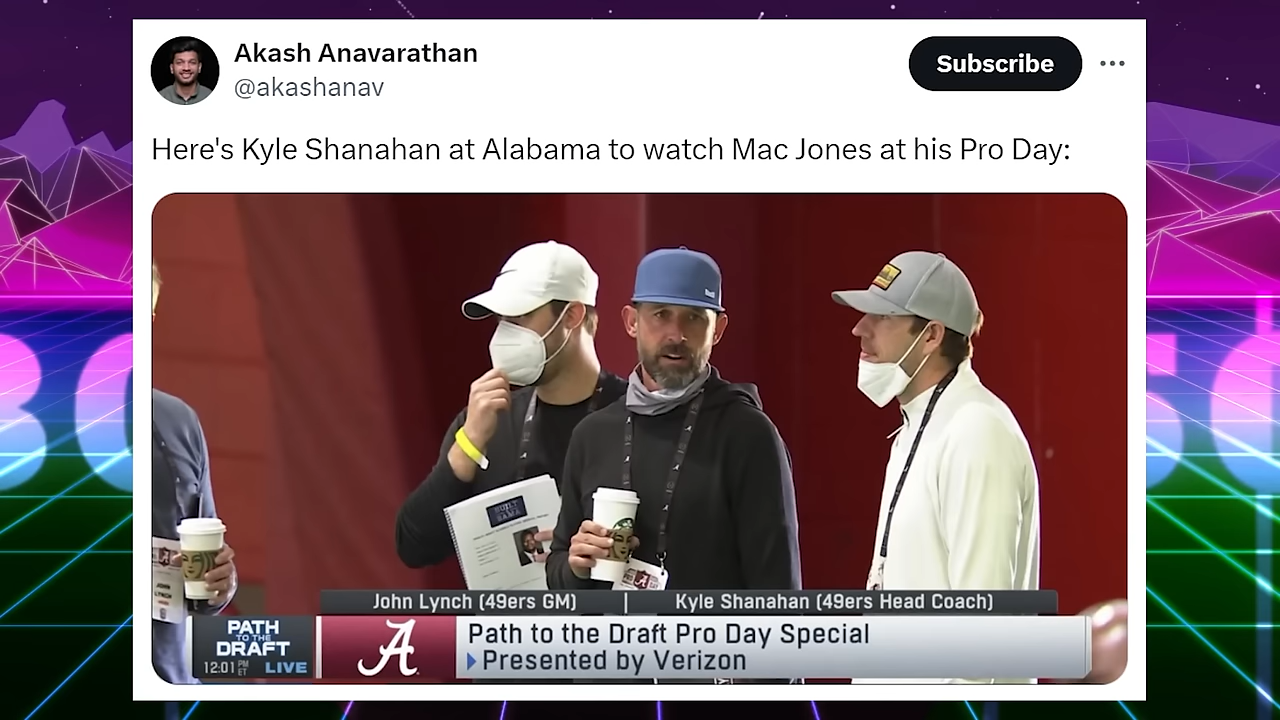 Akash Anavarathan
@akashanav
Subscribe
Here's Kyle Shanahan at Alabama to watch Mac Jones at his Pro Day:
JOHN
LYNCH
John Lynch (49ers GM) | Kyle Shanahan (49ers Head Coach)
PATH
TO THE
DRAFT
12:01 PM ET LIVE
A
Path to the Draft Pro Day Special
Presented by Verizon